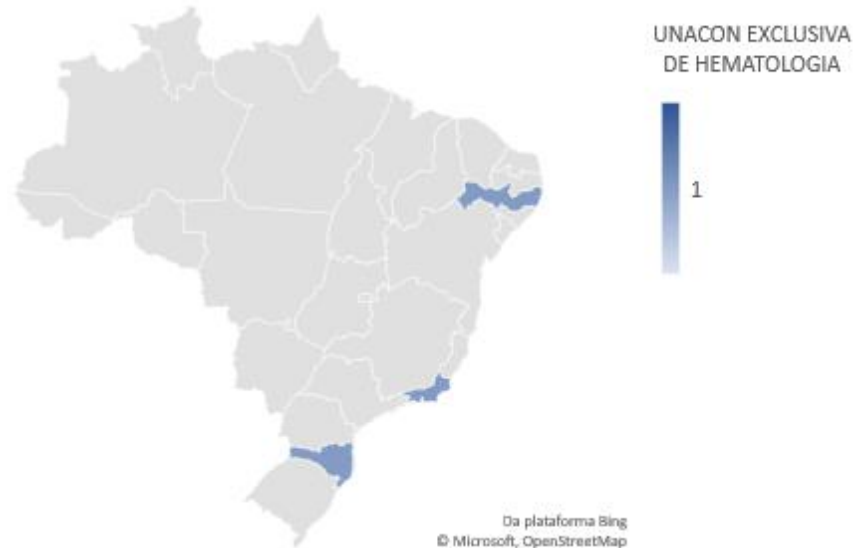 UNACON EXCLUSIVA
DE HEMATOLOGIA
1
Da plataforma Bing
© Microsoft, OpenStreetMap